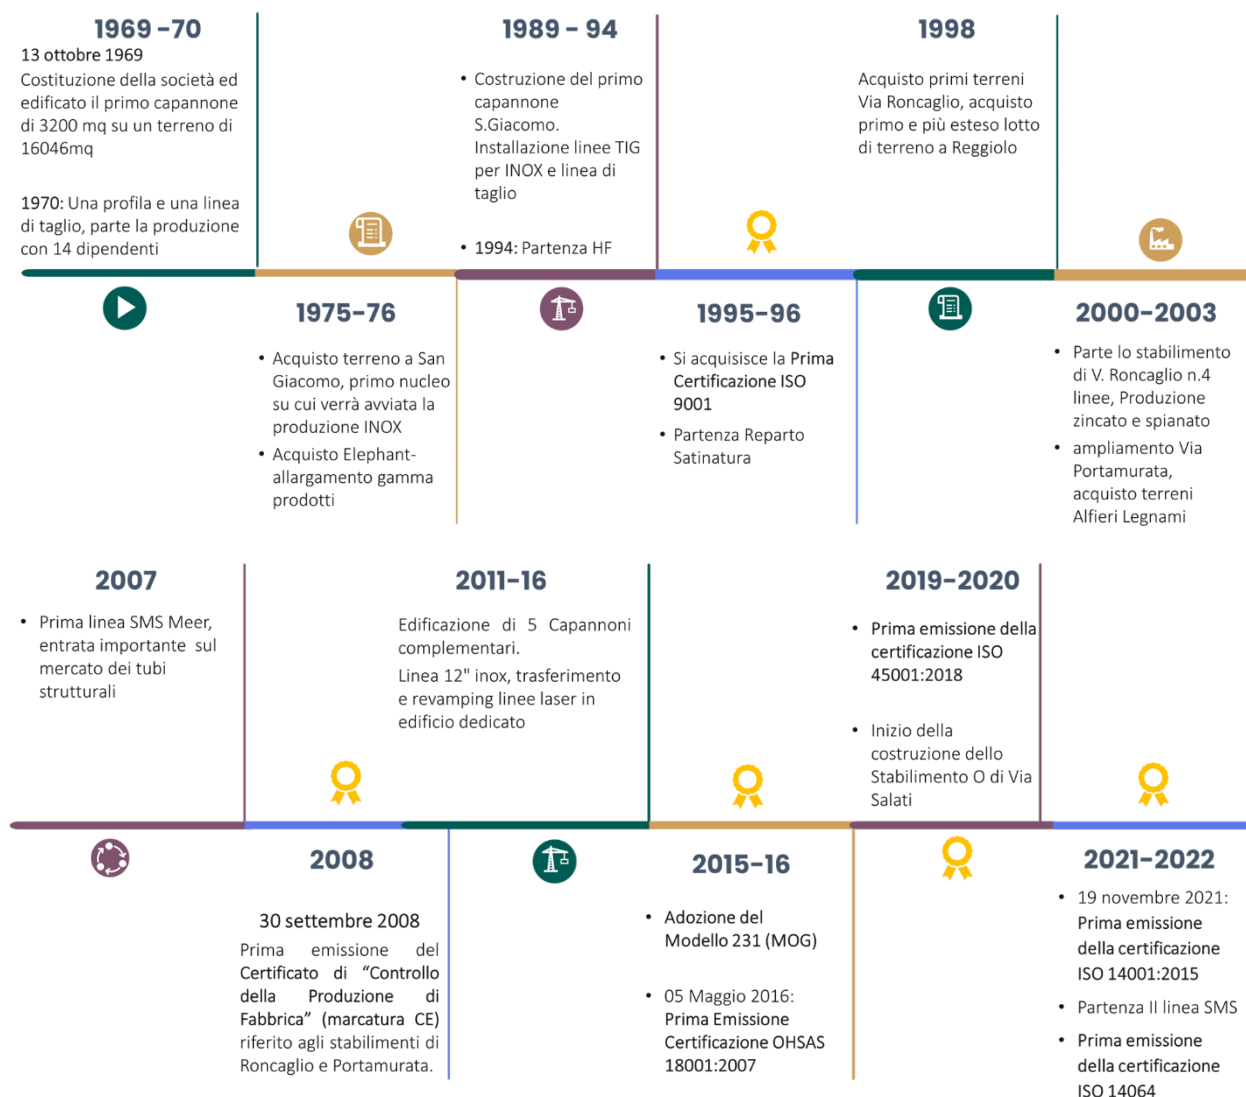 1969 -70
13 ottobre 1969
Costituzione della società ed
edificato il primo capannone
di 3200 mq su un terreno di
16046mq
1970: Una profila e una linea
di taglio, parte la produzione
con 14 dipendenti
1975-76
• Acquisto terreno a San
Giacomo, primo nucleo
su cui verrà avviata la
produzione INOX
• Acquisto Elephant-
allargamento gamma
prodotti
1989 - 94
• Costruzione del primo
capannone
S.Giacomo.
Installazione linee TIG
per INOX e linea di
taglio
• 1994: Partenza HF
1995-96
• Si acquisisce la Prima
Certificazione ISO
9001
• Partenza Reparto
Satinatura
1998
Acquisto primi terreni
Via Roncaglio, acquisto
primo e più esteso lotto
di terreno a Reggiolo
2000-2003
• Parte lo stabilimento
di V. Roncaglio n.4
linee, Produzione
zincato e spianato
• ampliamento Via
Portamurata,
acquisto terreni
Alfieri Legnami
2007
• Prima linea SMS Meer,
entrata importante sul
mercato dei tubi
strutturali
2008
30 settembre 2008
Prima emissione del
Certificato di “Controllo
della Produzione di
Fabbrica” (marcatura CE)
riferito agli stabilimenti di
Roncaglio e Portamurata.
2011-16
Edificazione di 5 Capannoni
complementari.
Linea 12" inox, trasferimento
e revamping linee laser in
edificio dedicato
2015-16
• Adozione del
Modello 231 (MOG)
• 05 Maggio 2016:
Prima Emissione
Certificazione OHSAS
18001:2007
2019-2020
• Prima emissione della
certificazione ISO
45001:2018
• Inizio della
costruzione dello
Stabilimento O di Via
Salati
2021-2022
• 19 novembre 2021:
Prima emissione
della certificazione
ISO 14001:2015
• Partenza II linea SMS
• Prima emissione
della certificazione
ISO 14064